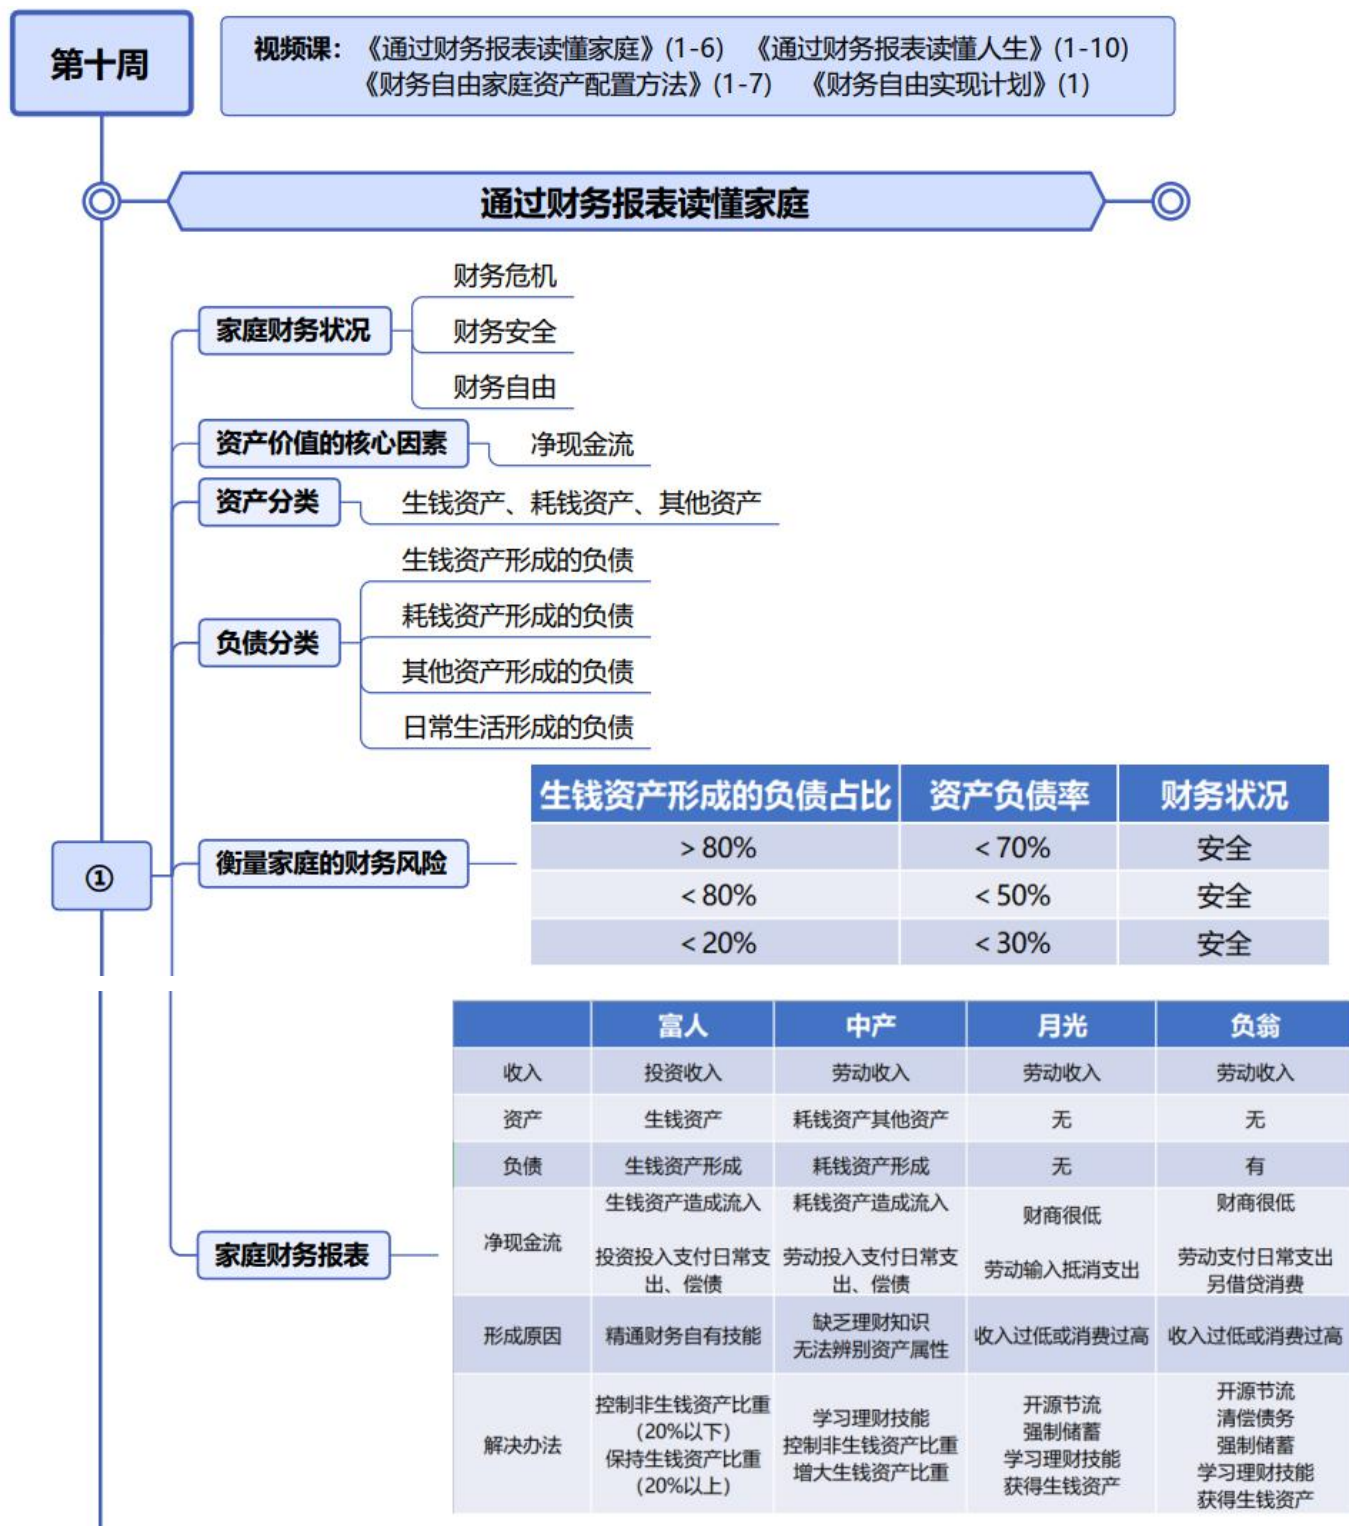 第十周
视频课：《通过财务报表读懂家庭》(1-6) 《通过财务报表读懂人生》(1-10)
《财务自由家庭资产配置方法》(1-7) 《财务自由实现计划》(1)
通过财务报表读懂家庭
家庭财务状况
财务危机
财务安全
财务自由
资产价值的核心因素
净现金流
资产分类
生钱资产、耗钱资产、其他资产
负债分类
生钱资产形成的负债
耗钱资产形成的负债
其他资产形成的负债
日常生活形成的负债
①
衡量家庭的财务风险
生钱资产形成的负债占比 资产负债率 财务状况
＞80% ＜70% 安全
＜80% ＜50% 安全
＜20% ＜30% 安全
家庭财务报表
富人 中产 月光 负翁
收入 投资收入 劳动收入 劳动收入 劳动收入
资产 生钱资产 耗钱资产其他资产 无 无
负债 生钱资产形成 耗钱资产形成 无 有
净现金流
生钱资产造成流入
投资投入支付日常支
出、偿债
耗钱资产造成流入
劳动投入支付日常支
出、偿债
财商很低
劳动输入抵消支出
财商很低
劳动支付日常支出
另借贷消费
形成原因
精通财务自有技能
缺乏理财知识
无法辨别资产属性
收入过低或消费过高
收入过低或消费过高
解决办法
控制非生钱资产比重
(20%以下)
保持生钱资产比重
(20%以上)
学习理财技能
控制非生钱资产比重
增大生钱资产比重
开源节流
强制储蓄
学习理财技能
获得生钱资产
开源节流
清偿债务
强制储蓄
学习理财技能
获得生钱资产